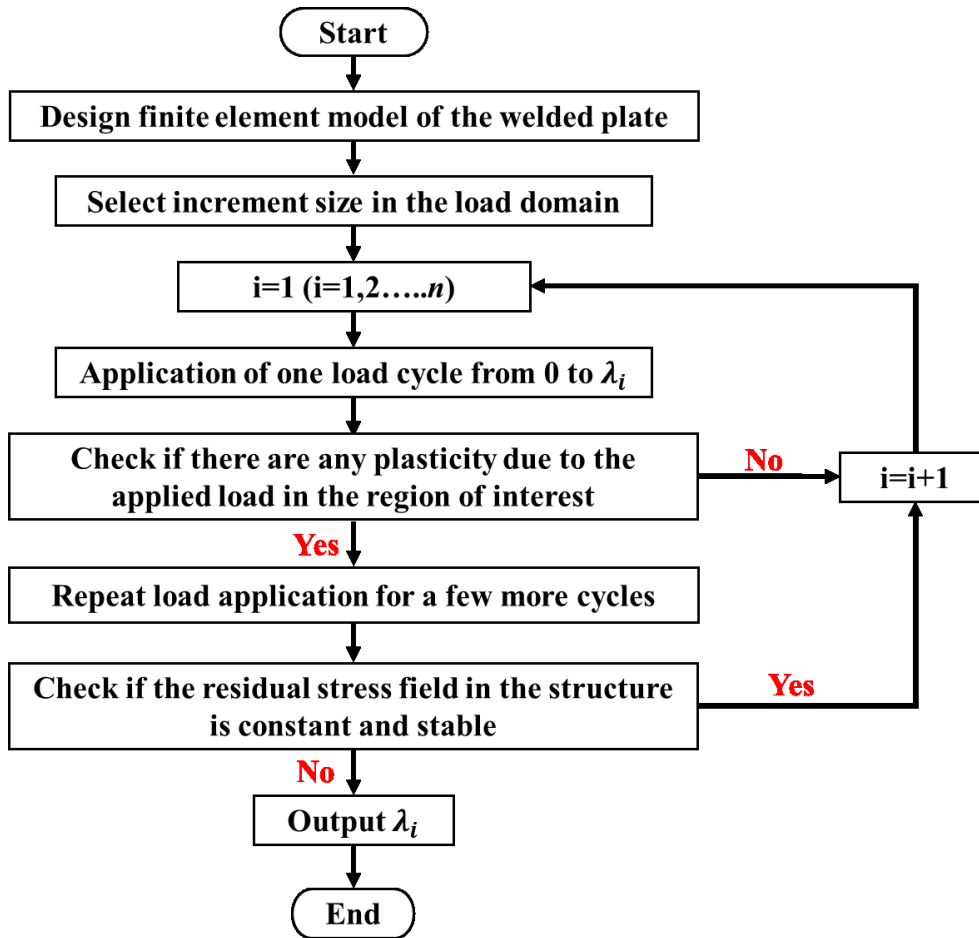 Start
Design finite element model of the welded plate
Select increment size in the load domain
i=1 (i=1,2…..n)
Application of one load cycle from 0 to λᵢ
Check if there are any plasticity due to the
applied load in the region of interest
No
i=i+1
Yes
Repeat load application for a few more cycles
Check if the residual stress field in the structure
is constant and stable
Yes
No
Output λᵢ
End